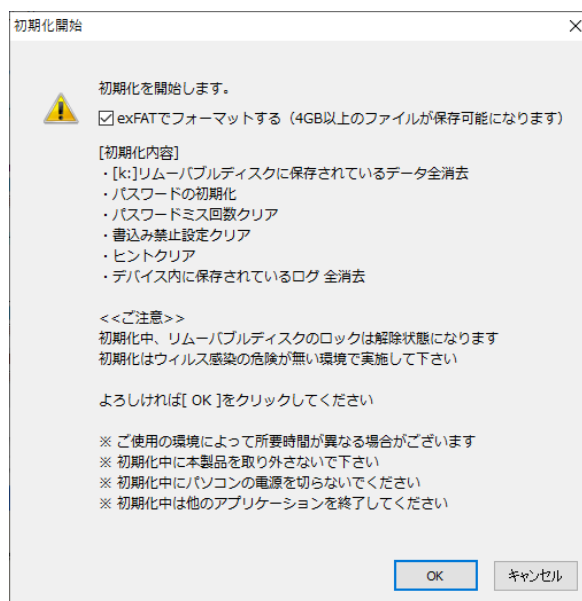 初期化開始
初期化を開始します。
exFATでフォーマットする（4GB以上のファイルが保存可能になります）
[初期化内容]
・[k:]リムーバブルディスクに保存されているデータ全消去
・パスワードの初期化
・パスワードミス回数クリア
・書込み禁止設定クリア
・ヒントクリア
・デバイス内に保存されているログ 全消去
<<ご注意>>
初期化中、リムーバブルディスクのロックは解除状態になります
初期化はウィルス感染の危険が無い環境で実施して下さい
よろしければ[ OK ]をクリックしてください
※ ご使用の環境によって所要時間が異なる場合がございます
※ 初期化中に本製品を取り外さないで下さい
※ 初期化中にパソコンの電源を切らないでください
※ 初期化中は他のアプリケーションを終了してください
OK
キャンセル